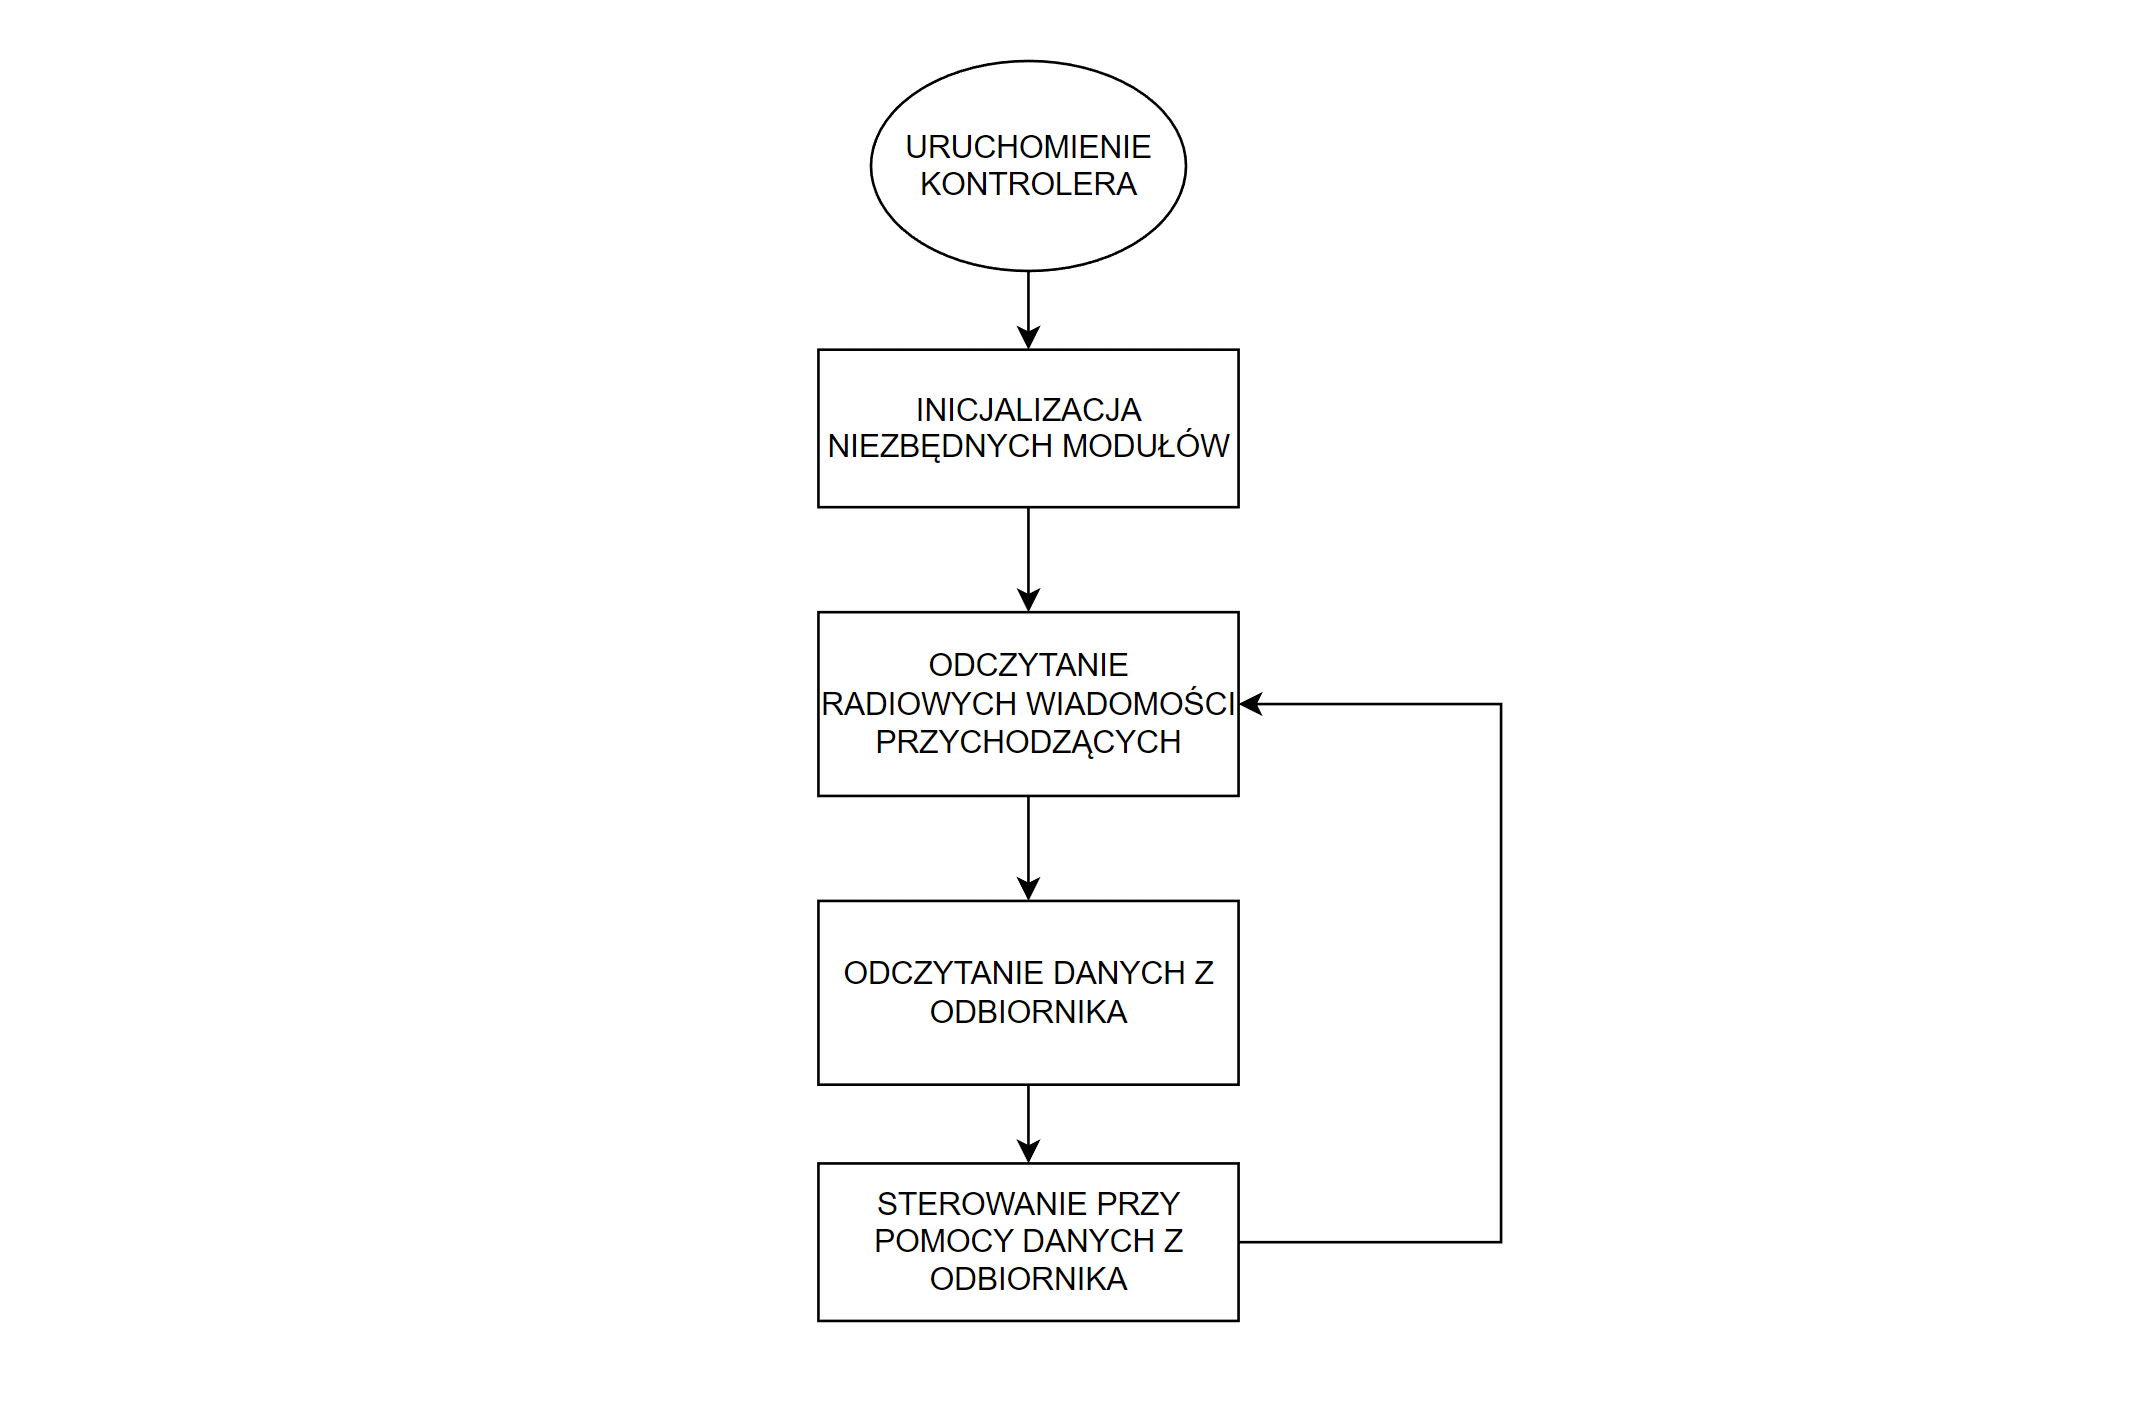 URUCHOMIENIE
KONTROLERA
INICJALIZACJA
NIEZBĘDNYCH MODUŁÓW
ODCZYTANIE
RADIOWYCH WIADOMOŚCI
PRZYCHODZĄCYCH
ODCZYTANIE DANYCH Z
ODBIORNIKA
STEROWANIE PRZY
POMOCY DANYCH Z
ODBIORNIKA